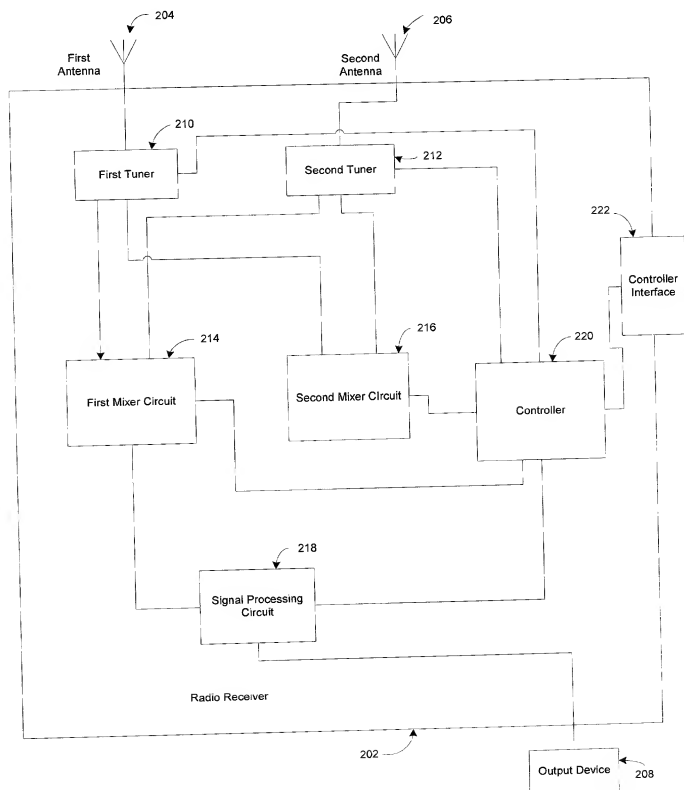 204
206
First
Antenna
Second
Antenna
210
First Tuner
Second Tuner
212
222
Controller
Interface
214
216
220
First Mixer Circuit
Second Mixer CIrcuit
Controller
218
Signal Processing
Circuit
Radio Receiver
202
Output Device
208